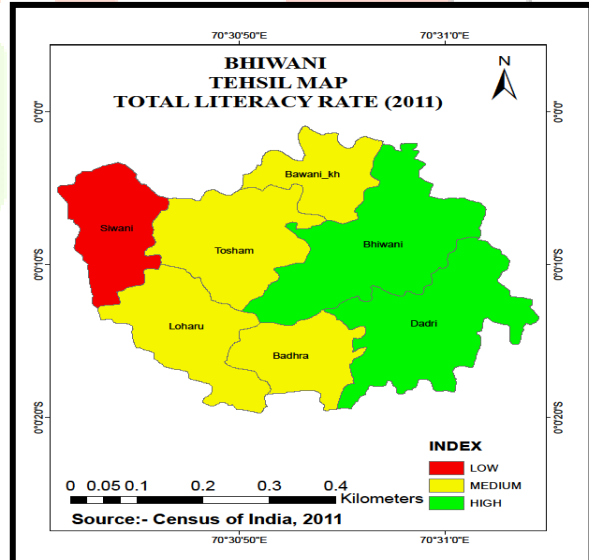 70°30'50"E 70°31'0"E
BHIWANI
TEHSIL MAP
TOTAL LITERACY RATE (2011)
N
0°0'0"
0°0'10"S
0°0'20"S
Bawani_kh
Siwani
Tosham
Bhiwani
Loharu
Dadri
Badhra
0°0'0"
0°0'10"S
0°0'20"S
INDEX
LOW
MEDIUM
HIGH
0 0.05 0.1 0.2 0.3 0.4
Kilometers
Source:- Census of India, 2011
70°30'50"E 70°31'0"E